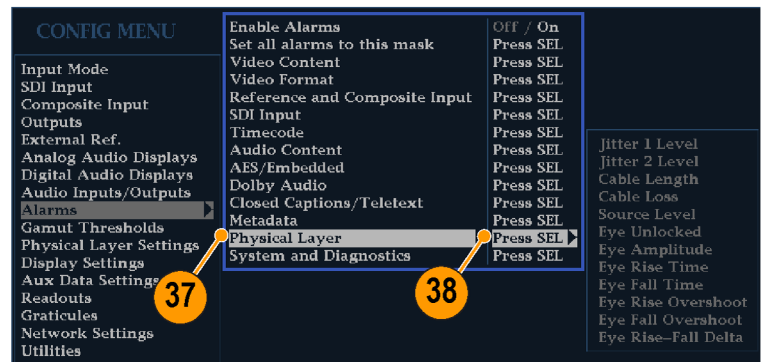 CONFIG MENU
Input Mode
SDI Input
Composite Input
Outputs
External Ref.
Analog Audio Displays
Digital Audio Displays
Audio Inputs/Outputs
Alarms
Gamut Thresholds
Physical Layer Settings
Display Settings
Aux Data Settings
Readouts
Graticules
Network Settings
Utilities
Enable Alarms Off / On
Set all alarms to this mask Press SEL
Video Content Press SEL
Video Format Press SEL
Reference and Composite Input Press SEL
SDI Input Press SEL
Timecode Press SEL
Audio Content Press SEL
AES/Embedded Press SEL
Dolby Audio Press SEL
Closed Captions/Teletext Press SEL
Metadata Press SEL
Physical Layer Press SEL
System and Diagnostics Press SEL
37
38
Jitter 1 Level
Jitter 2 Level
Cable Length
Cable Loss
Source Level
Eye Unlocked
Eye Amplitude
Eye Rise Time
Eye Fall Time
Eye Rise Overshoot
Eye Fall Overshoot
Eye Rise–Fall Delta